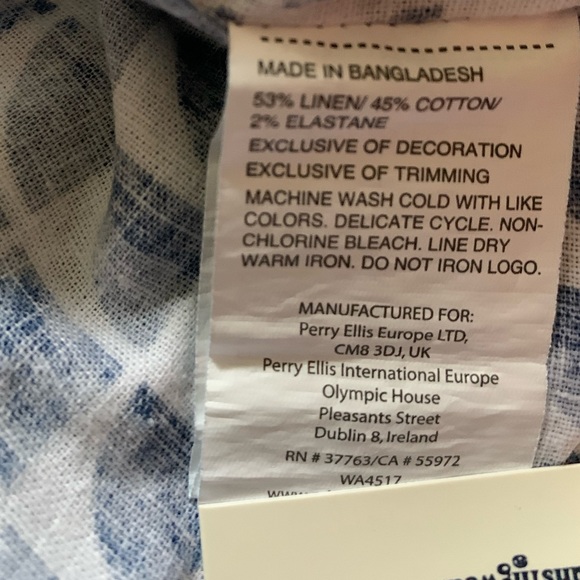 MADE IN BANGLADESH
53% LINEN/ 45% COTTON/
2% ELASTANE
EXCLUSIVE OF DECORATION
EXCLUSIVE OF TRIMMING
MACHINE WASH COLD WITH LIKE
COLORS. DELICATE CYCLE. NON-
CHLORINE BLEACH. LINE DRY
WARM IRON. DO NOT IRON LOGO.
MANUFACTURED FOR:
Perry Ellis Europe LTD,
CM8 3DJ, UK
Perry Ellis International Europe
Olympic House
Pleasants Street
Dublin 8, Ireland
RN # 37763/CA # 55972
WA4517